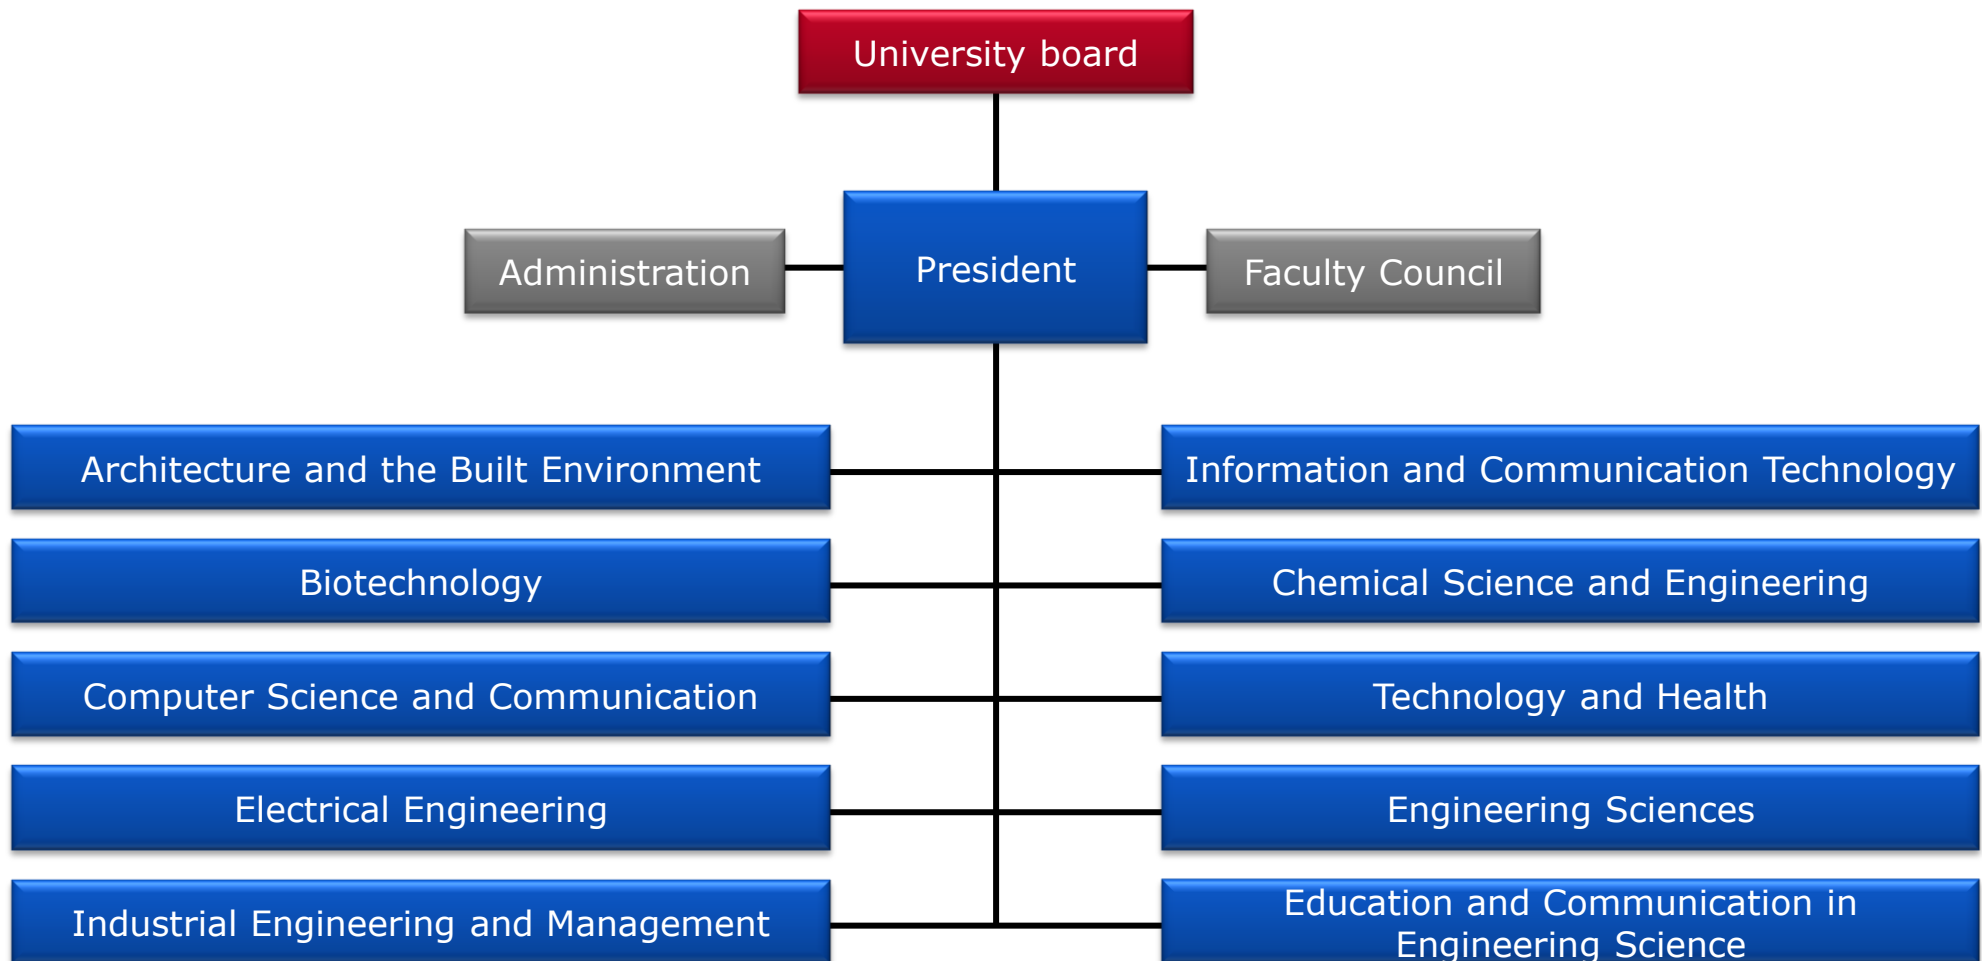 University board
Administration
President
Faculty Council
Architecture and the Built Environment
Information and Communication Technology
Biotechnology
Chemical Science and Engineering
Computer Science and Communication
Technology and Health
Electrical Engineering
Engineering Sciences
Industrial Engineering and Management
Education and Communication in
Engineering Science